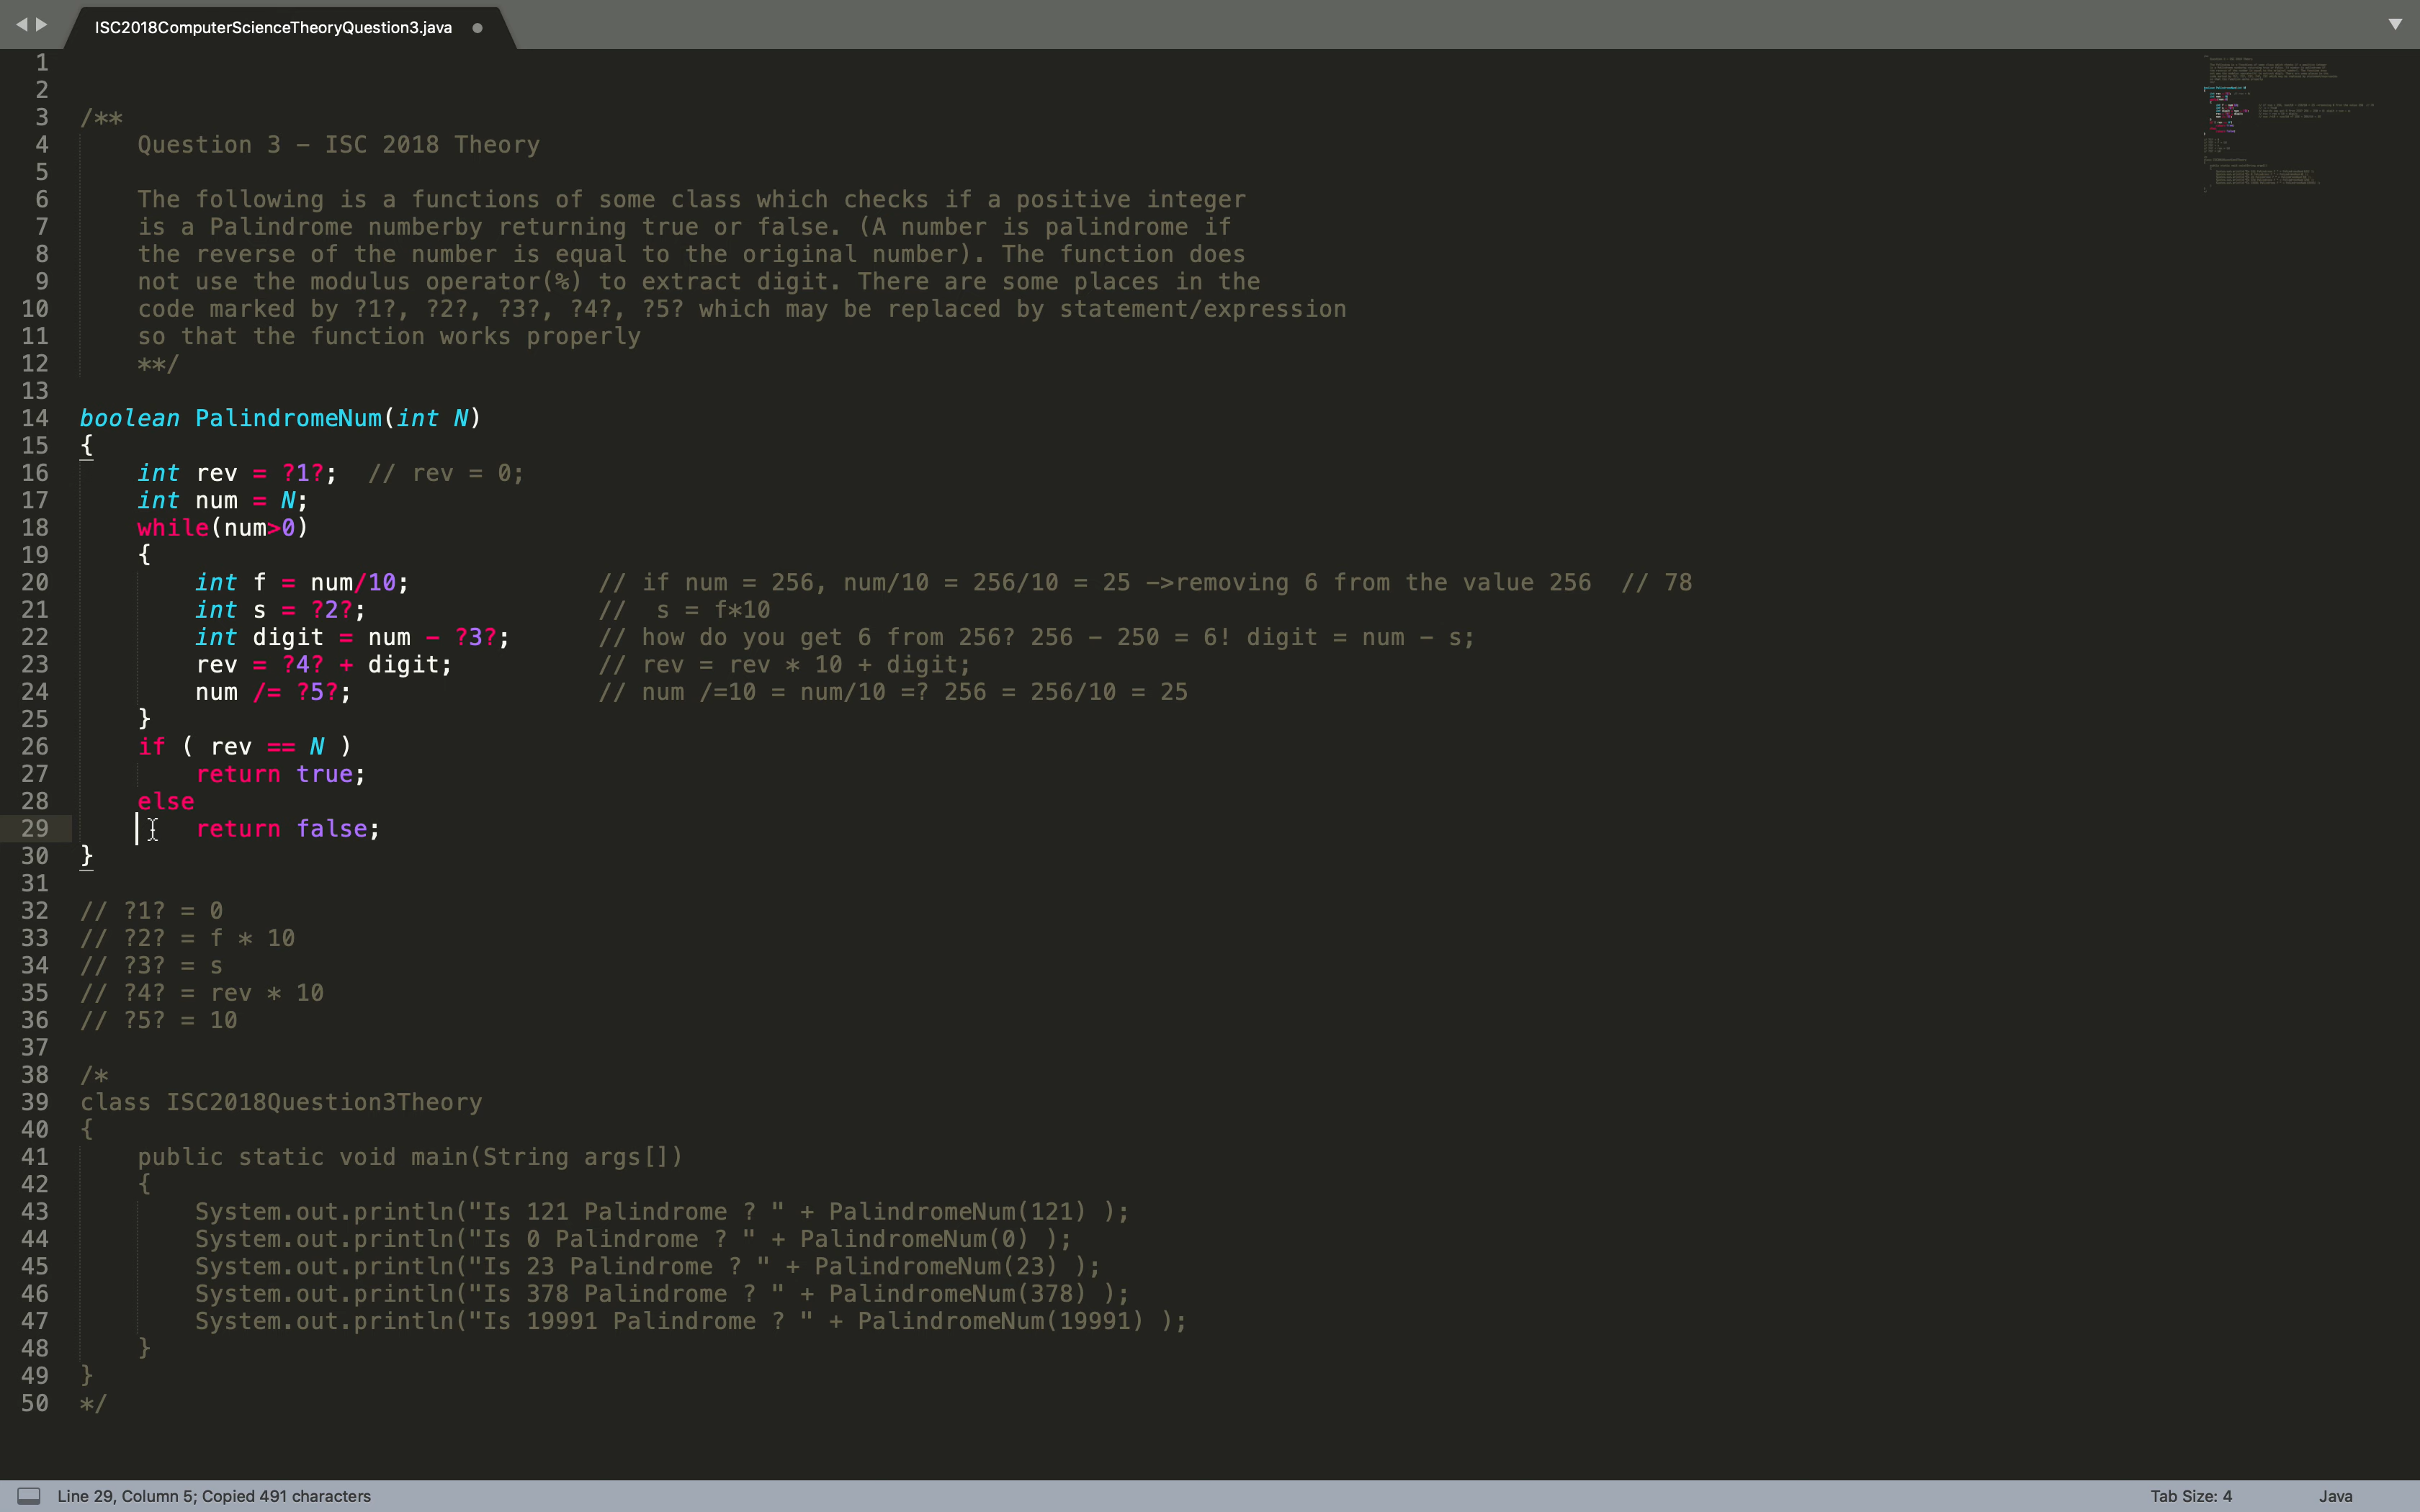 ISC2018ComputerScienceTheoryQuestion3.java
1
2
3 /**
4 Question 3 – ISC 2018 Theory
5
6 The following is a functions of some class which checks if a positive integer
7 is a Palindrome numberby returning true or false. (A number is palindrome if
8 the reverse of the number is equal to the original number). The function does
9 not use the modulus operator(%) to extract digit. There are some places in the
10 code marked by ?1?, ?2?, ?3?, ?4?, ?5? which may be replaced by statement/expression
11 so that the function works properly
12 **/
13
14 boolean PalindromeNum(int N)
15 {
16 int rev = ?1?; // rev = 0;
17 int num = N;
18 while(num>0)
19 {
20 int f = num/10; // if num = 256, num/10 = 256/10 = 25 ->removing 6 from the value 256 // 78
21 int s = ?2?; // s = f*10
22 int digit = num - ?3?; // how do you get 6 from 256? 256 - 250 = 6! digit = num - s;
23 rev = ?4? + digit; // rev = rev * 10 + digit;
24 num /= ?5?; // num /=10 = num/10 =? 256 = 256/10 = 25
25 }
26 if ( rev == N )
27 return true;
28 else
29 return false;
30 }
31
32 // ?1? = 0
33 // ?2? = f * 10
34 // ?3? = s
35 // ?4? = rev * 10
36 // ?5? = 10
37
38 /*
39 class ISC2018Question3Theory
40 {
41 public static void main(String args[])
42 {
43 System.out.println("Is 121 Palindrome ? " + PalindromeNum(121) );
44 System.out.println("Is 0 Palindrome ? " + PalindromeNum(0) );
45 System.out.println("Is 23 Palindrome ? " + PalindromeNum(23) );
46 System.out.println("Is 378 Palindrome ? " + PalindromeNum(378) );
47 System.out.println("Is 19991 Palindrome ? " + PalindromeNum(19991) );
48 }
49 }
50 */
Line 29, Column 5; Copied 491 characters
Tab Size: 4
Java